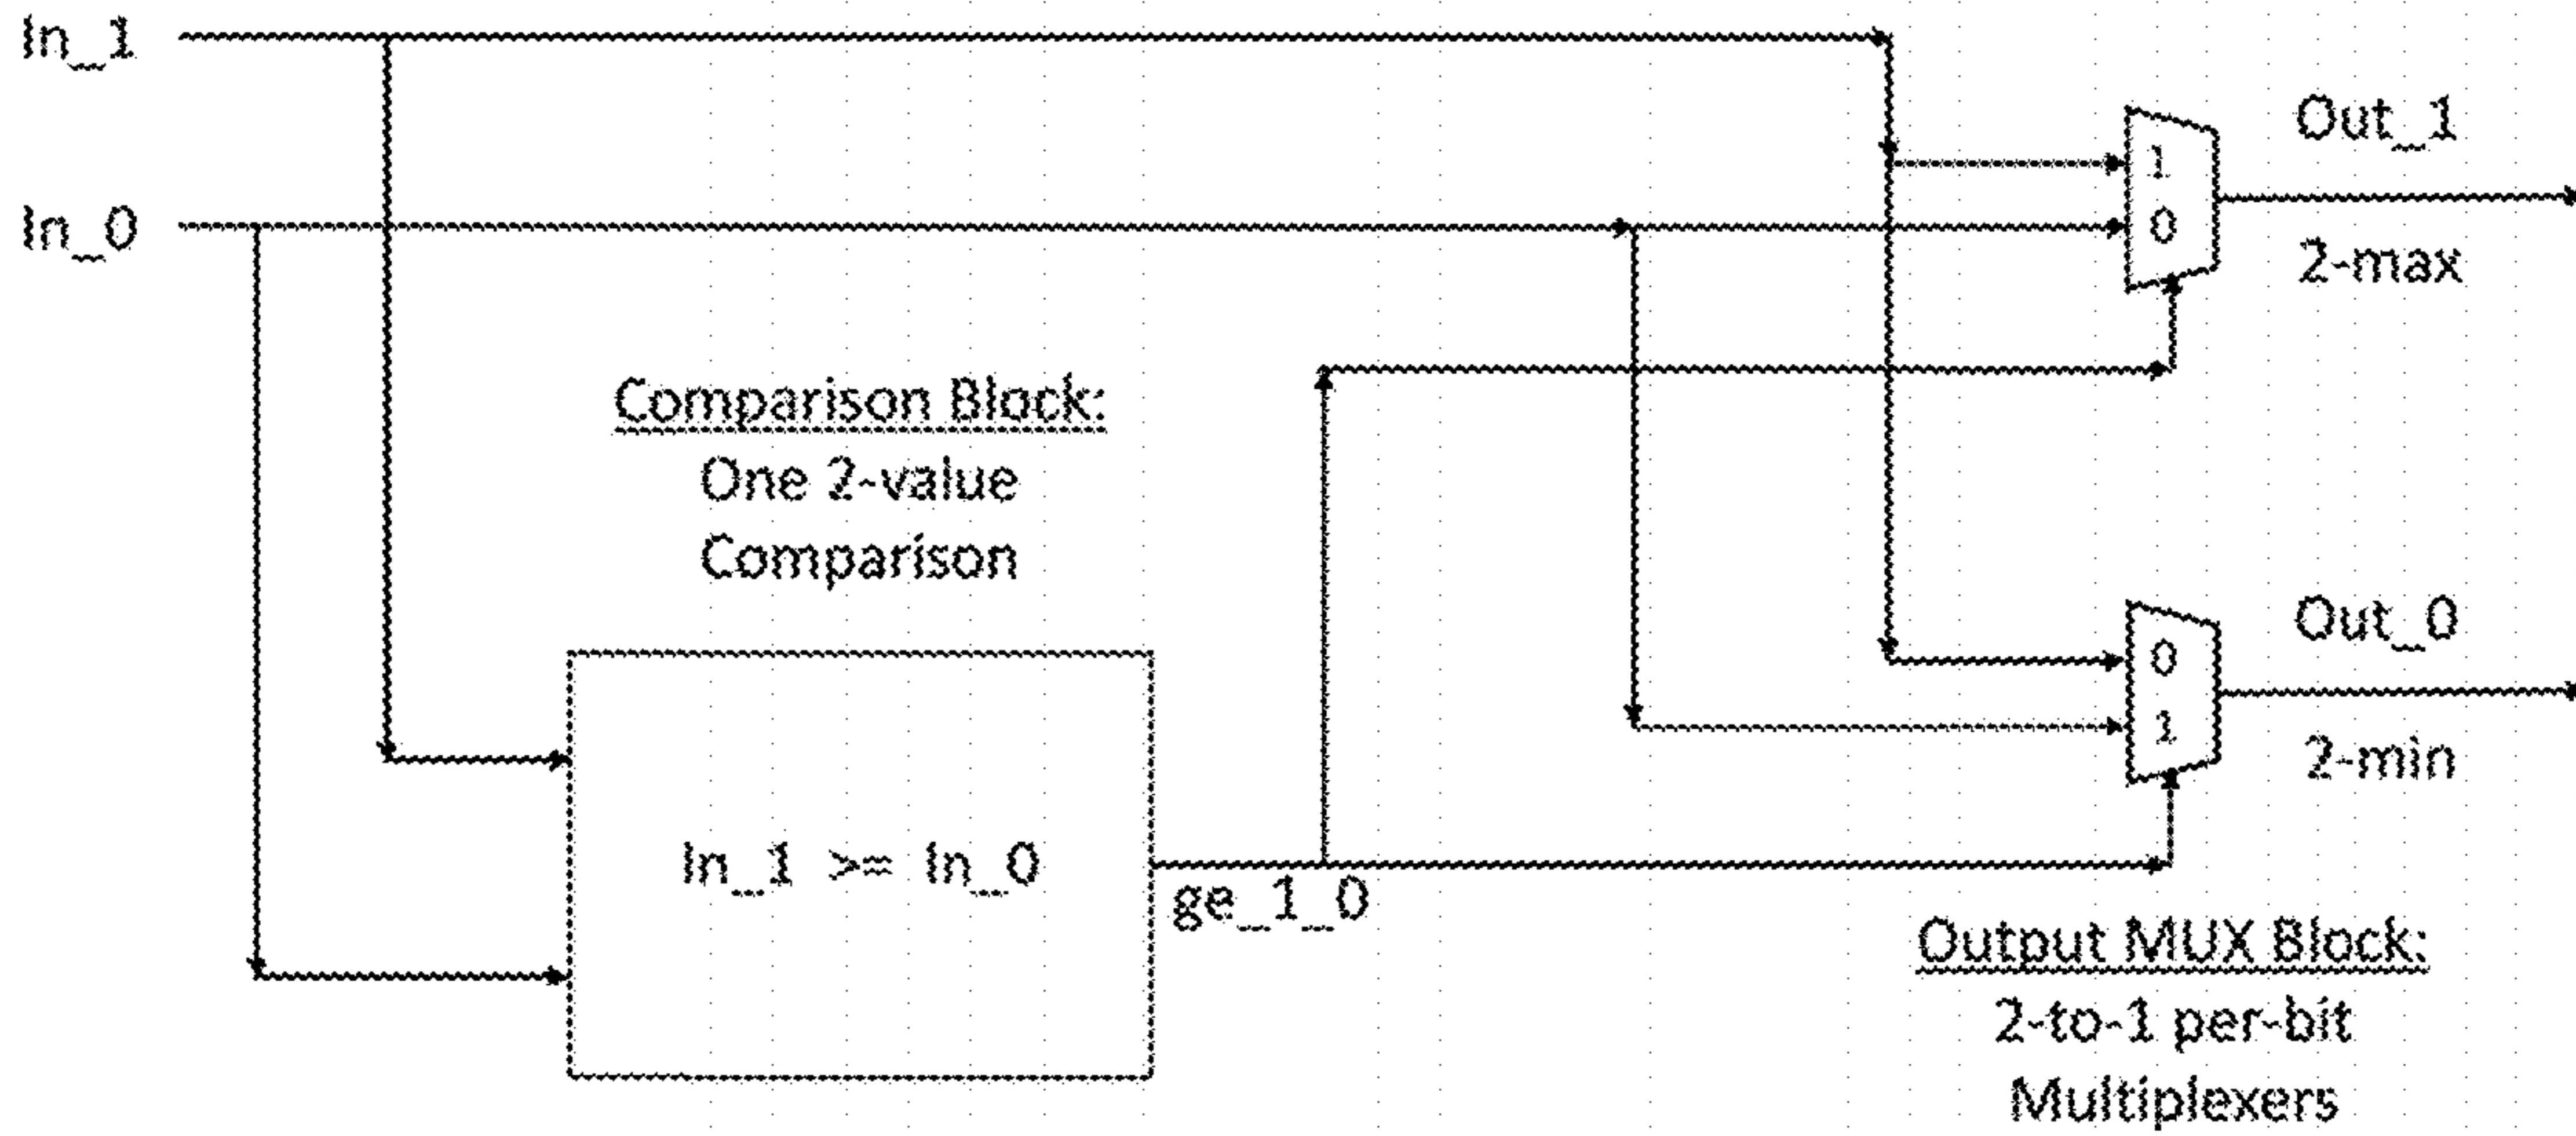 In_1
Out_1
1
In_0
0
2-max
Comparison Block:
One 2-value
Comparison
Out_0
0
1
2-min
In_1 >= In_0
ge_1_0
Output MUX Block:
2-to-1 per-bit
Multiplexers